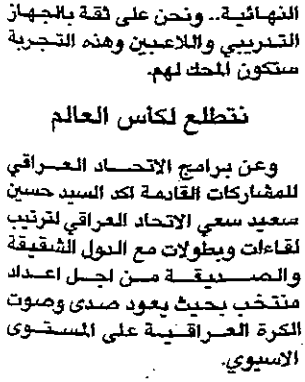 النهائية.. ونحن على ثقة بالجهاز
التدريبي واللاعبين وهذه التجربة
ستكون المحك لهم.
نتطلع لكاس العالم
وعن برامج الاتحاد العراقي
للمشاركات القادمة اكد السيد حسين
سعيد سعي الاتحاد العراقي لترتيب
لقاءات وبطولات مع الدول الشقيقة
والصديقة من اجل اعداد
منتخب بحيث يعود صدى وصوت
الكرة العراقية على المستوى
الاسيوي.